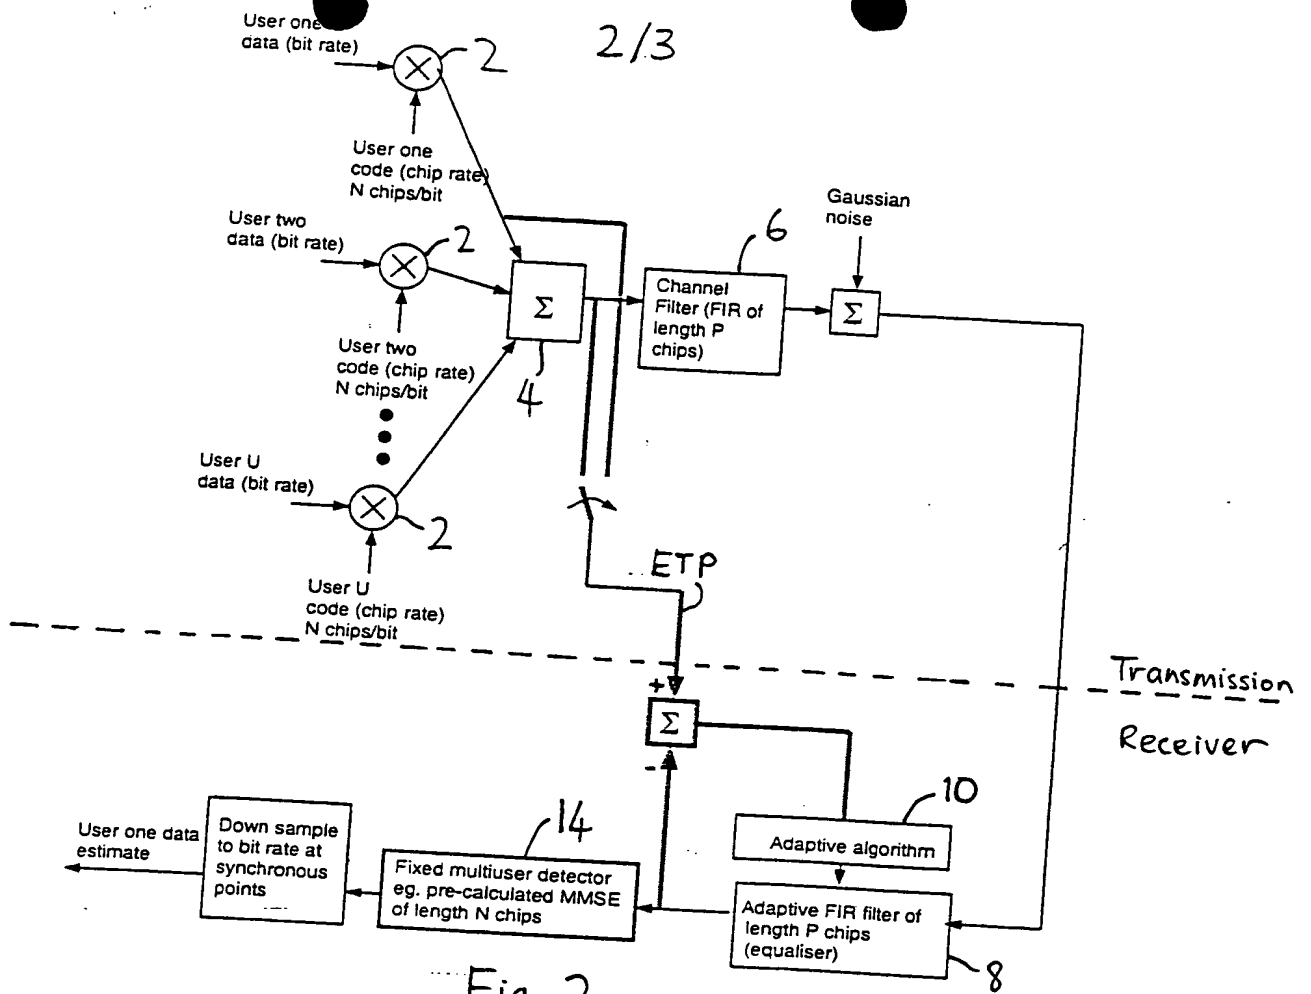 2/3
User one
data (bit rate)
2
User one
code (chip rate)
N chips/bit
User two
data (bit rate)
2
User two
code (chip rate)
N chips/bit
User U
data (bit rate)
2
User U
code (chip rate)
N chips/bit
Σ
4
6
Channel
Filter (FIR of
length P
chips)
Gaussian
noise
Σ
ETP
Transmission
Receiver
+
Σ
-
10
Adaptive algorithm
Adaptive FIR filter of
length P chips
(equaliser)
8
14
Fixed multiuser detector
eg. pre-calculated MMSE
of length N chips
Down sample
to bit rate at
synchronous
points
User one data
estimate
Fig. 2